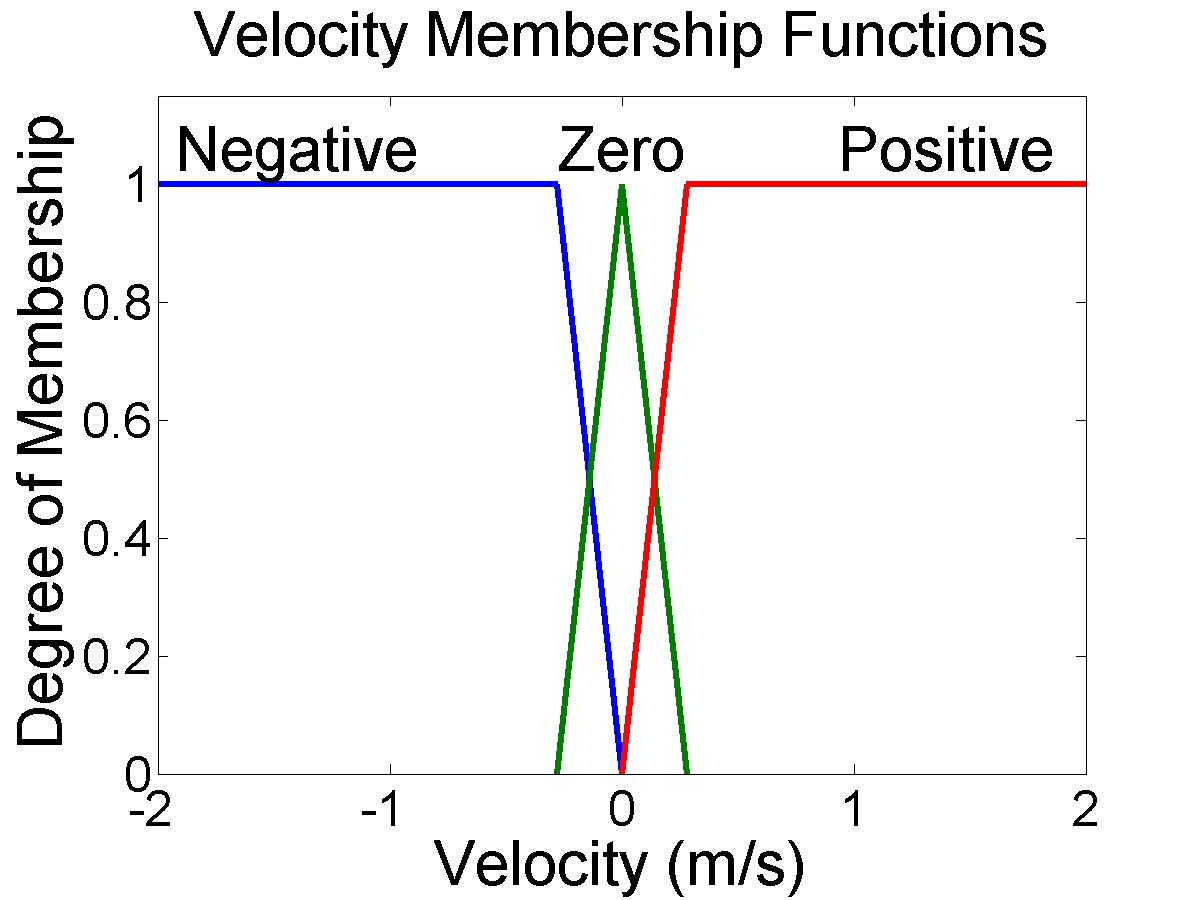 Velocity Membership Functions
Negative Zero Positive
1
0.8
0.6
0.4
0.2
0
Degree of Membership
-2 -1 0 1 2
Velocity (m/s)